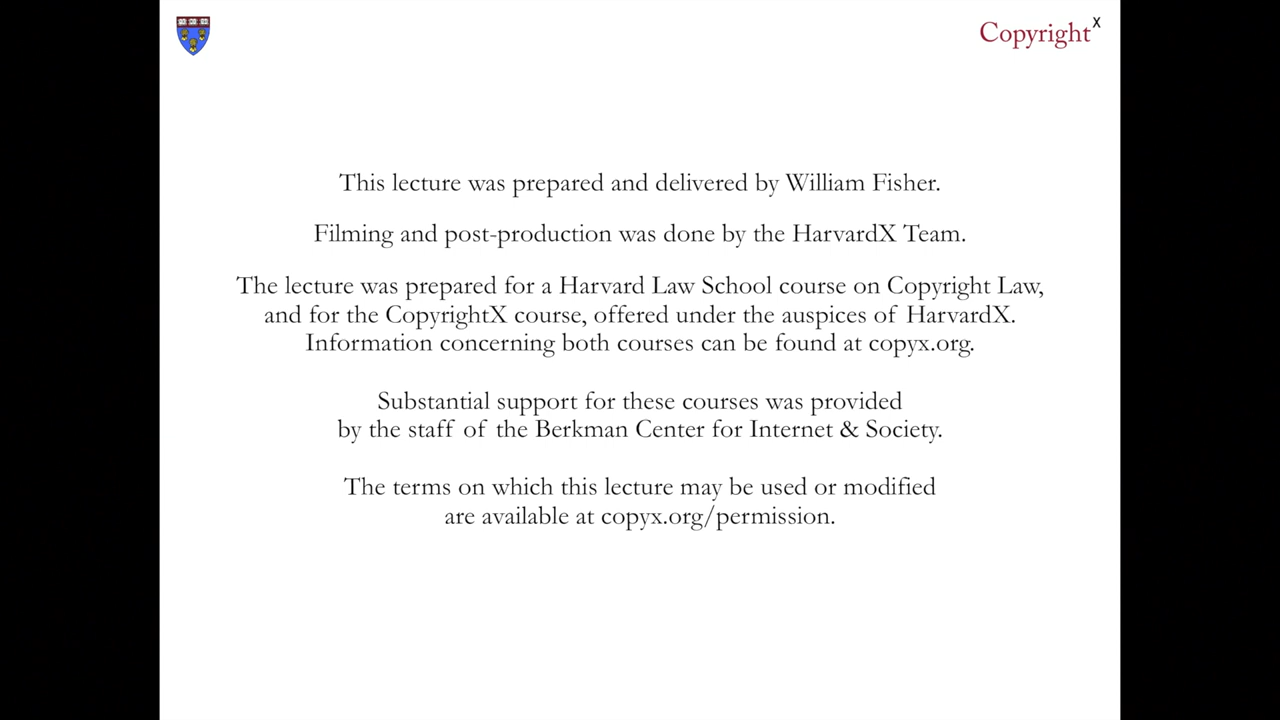 Copyright^X
This lecture was prepared and delivered by William Fisher.
Filming and post-production was done by the HarvardX Team.
The lecture was prepared for a Harvard Law School course on Copyright Law,
and for the CopyrightX course, offered under the auspices of HarvardX.
Information concerning both courses can be found at copyx.org.
Substantial support for these courses was provided
by the staff of the Berkman Center for Internet & Society.
The terms on which this lecture may be used or modified
are available at copyx.org/permission.